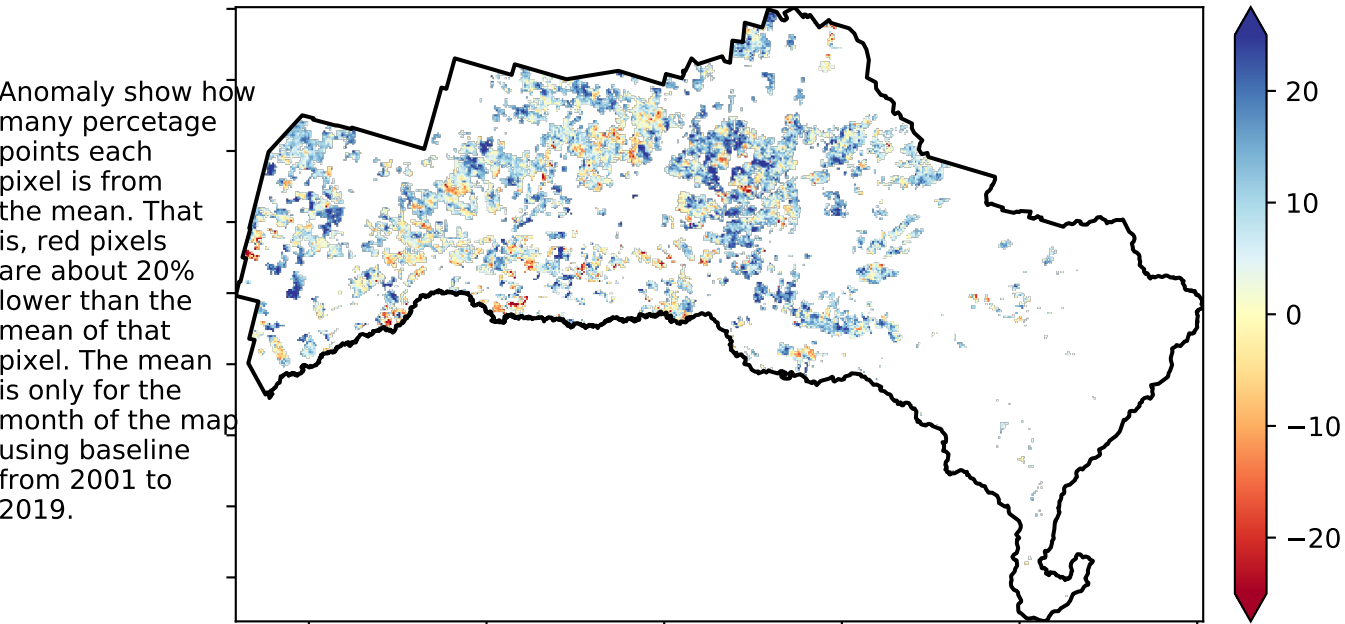 Anomaly show how
many percetage
points each
pixel is from
the mean. That
is, red pixels
are about 20%
lower than the
mean of that
pixel. The mean
is only for the
month of the map
using baseline
from 2001 to
2019.
20
10
0
−10
−20